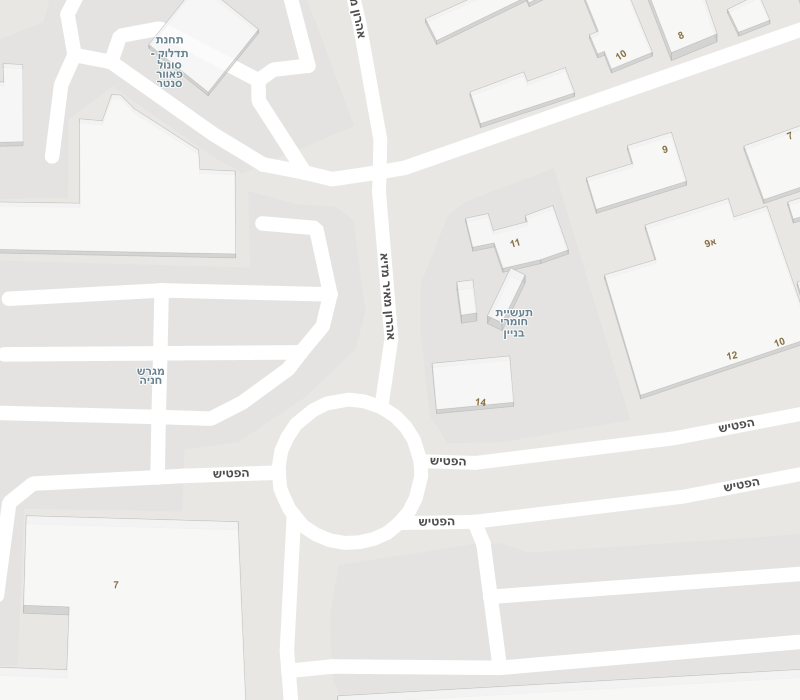 אהרון מ
10
8
תחנת
תדלוק -
סונול
פאוור
סנטר
9
7
11
9א
אהרון מאיר מזיא
תעשיית
חומרי
בניין
מגרש
חניה
12
10
14
הפטיש
הפטיש
הפטיש
הפטיש
הפטיש
7